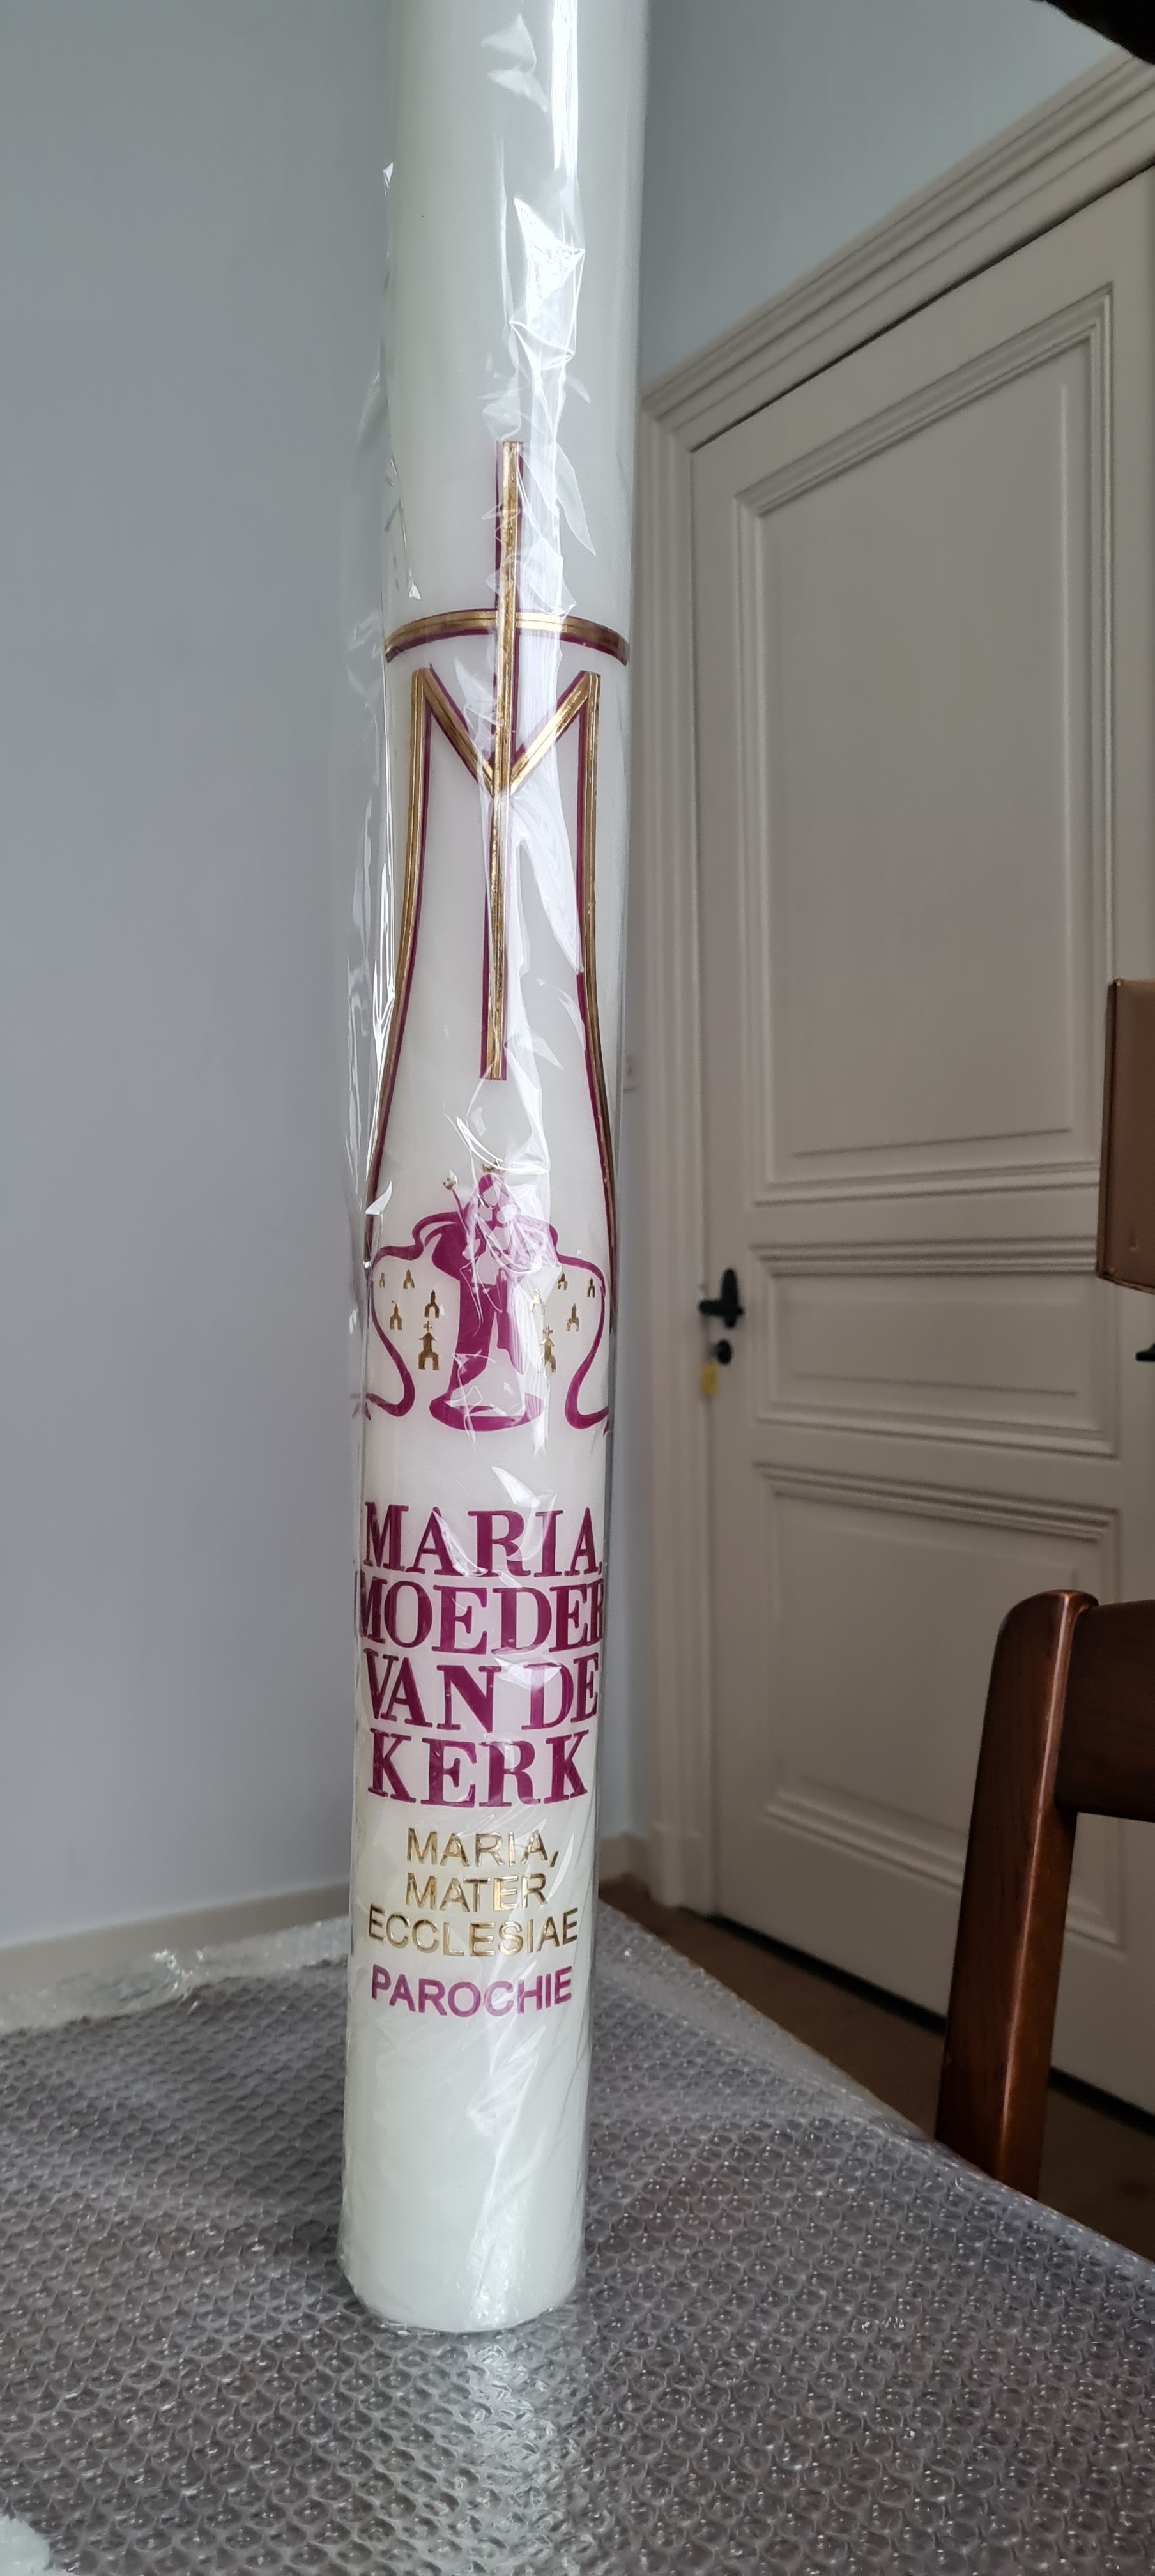 MARIA,
MOEDER
VAN DE
KERK
MARIA,
MATER
ECCLESIAE
PAROCHIE